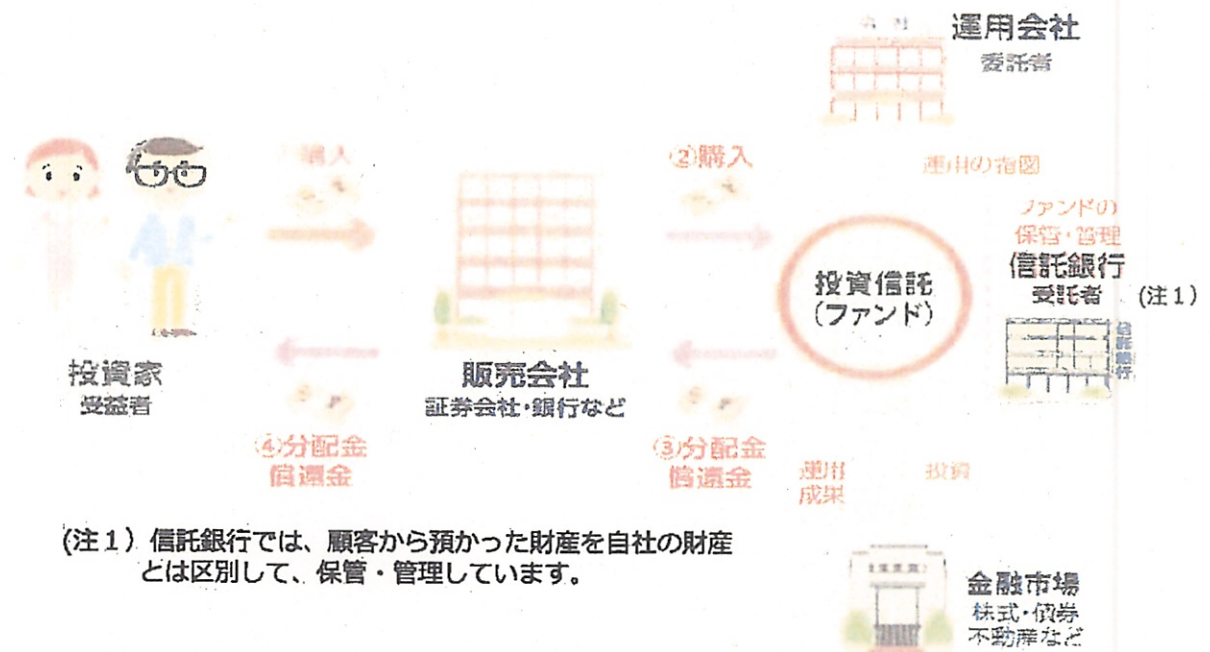 運用会社
委託者
購入
②購入
運用の指図
ファンドの
保管・管理
信託銀行
受託者
(注1)
信託銀行
投資信託
(ファンド)
投資家
受益者
販売会社
証券会社・銀行など
④分配金
償還金
③分配金
償還金
運用
成果
投資
(注1) 信託銀行では、顧客から預かった財産を自社の財産
とは区別して、保管・管理しています。
金融市場
株式・債券
不動産など